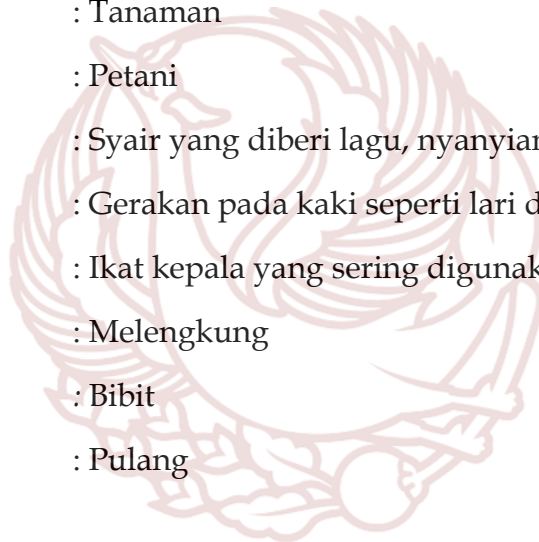 : Tanaman
: Petani
: Syair yang diberi lagu, nyanyian
: Gerakan pada kaki seperti lari d
: Ikat kepala yang sering digunak
: Melengkung
: Bibit
: Pulang